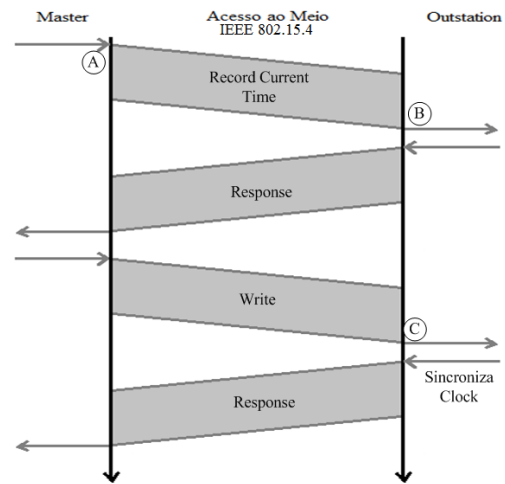 Master
Acesso ao Meio
IEEE 802.15.4
Outstation
A
Record Current
Time
B
Response
Write
C
Sincroniza
Clock
Response